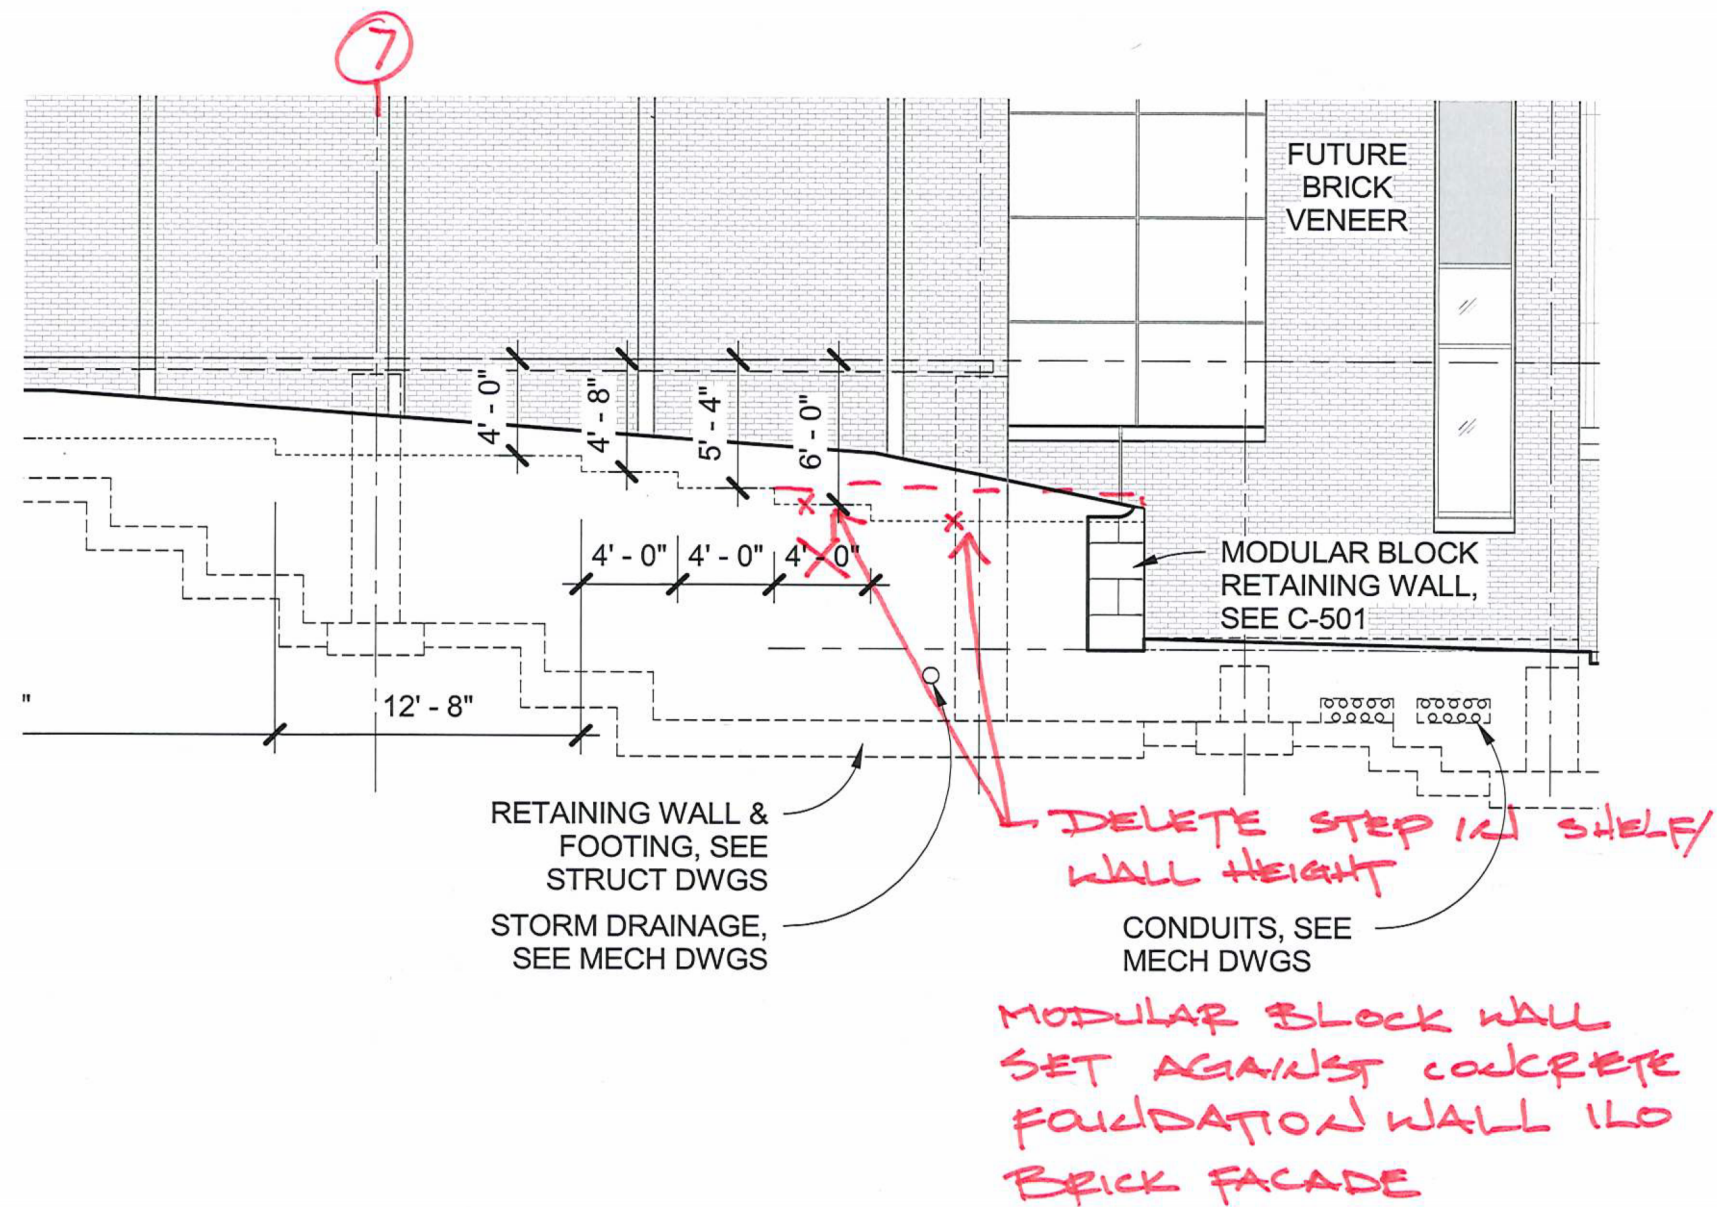 7
FUTURE
BRICK
VENEER
4' - 0"
4' - 8"
5' - 4"
6' - 0"
4' - 0" 4' - 0" 4' - 0"
MODULAR BLOCK
RETAINING WALL,
SEE C-501
"
12' - 8"
RETAINING WALL &
FOOTING, SEE
STRUCT DWGS
STORM DRAINAGE,
SEE MECH DWGS
DELETE STEP IN SHELF/
WALL HEIGHT
CONDUITS, SEE
MECH DWGS
MODULAR BLOCK WALL
SET AGAINST CONCRETE
FOUNDATION WALL ILO
BRICK FACADE